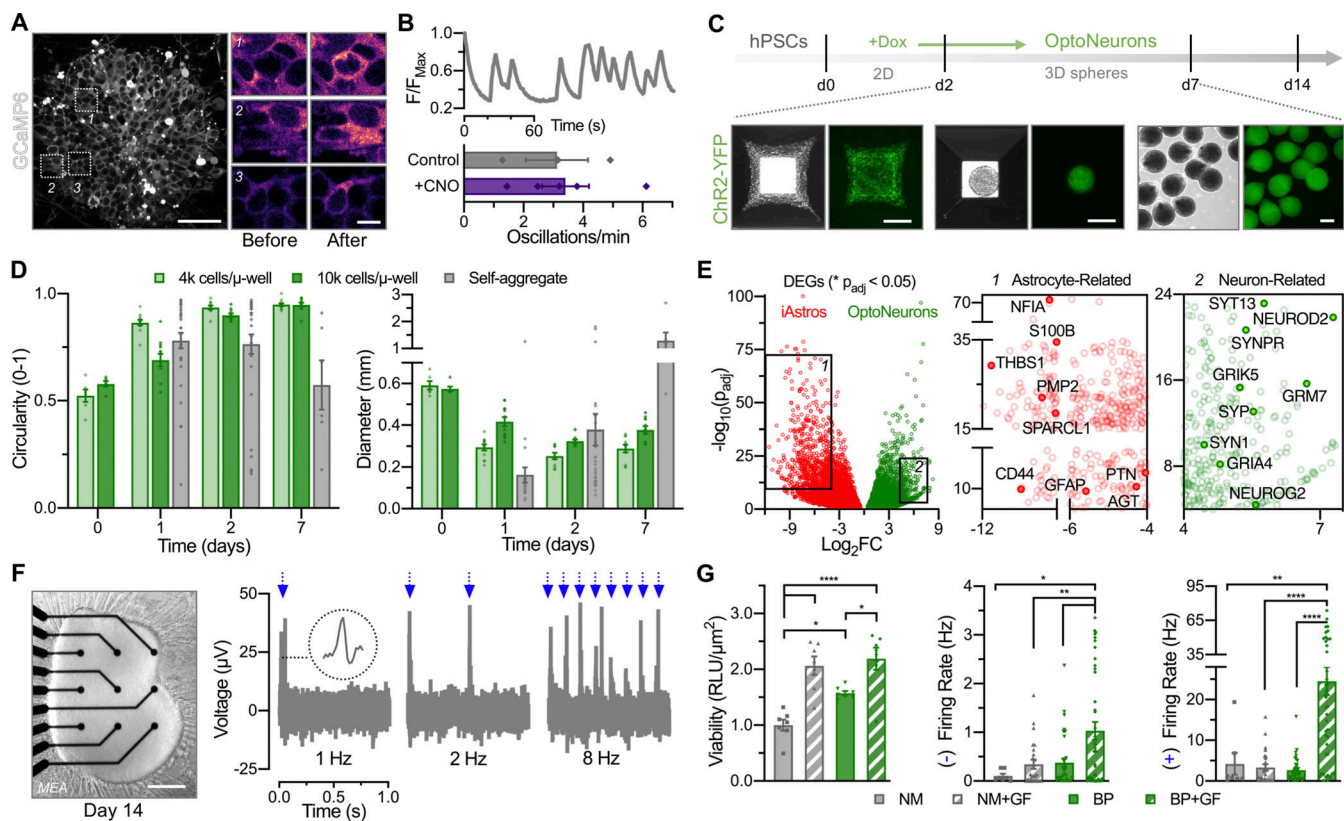 A
GCaMP6
1
2
3
1
2
3
Before
After
B
F/F_Max
1.0
0.8
0.6
0.4
0.2
0
60
Time (s)
Control
+CNO
0
2
4
6
Oscillations/min
C
hPSCs
+Dox
OptoNeurons
2D
3D spheres
d0
d2
d7
d14
ChR2-YFP
D
4k cells/μ-well
10k cells/μ-well
Self-aggregate
Circularity (0-1)
1.0
0.5
0.0
0
1
2
7
Time (days)
Diameter (mm)
3
2
1
0.6
0.4
0.2
0.0
0
1
2
7
Time (days)
E
DEGs (* p_adj < 0.05)
iAstros
OptoNeurons
-log₁₀(p_adj)
100
75
50
25
0
1
2
-9
-3
3
9
Log₂FC
1 Astrocyte-Related
70
35
15
10
NFIA
S100B
THBS1
PMP2
SPARCL1
CD44
GFAP
PTN
AGT
-12
-6
-4
2 Neuron-Related
24
16
8
SYT13
NEUROD2
SYNPR
GRIK5
GRM7
SYP
SYN1
GRIA4
NEUROG2
4
7
F
MEA
Day 14
Voltage (μV)
50
25
0
-25
1 Hz
2 Hz
8 Hz
0.0
0.5
1.0
Time (s)
G
Viability (RLU/μm²)
3.0
2.5
2.0
1.5
1.0
0.5
0.0
****
*
*
(-) Firing Rate (Hz)
4
3
2
1
0
*
**
(+) Firing Rate (Hz)
95
65
35
20
10
0
**
****
****
NM
NM+GF
BP
BP+GF